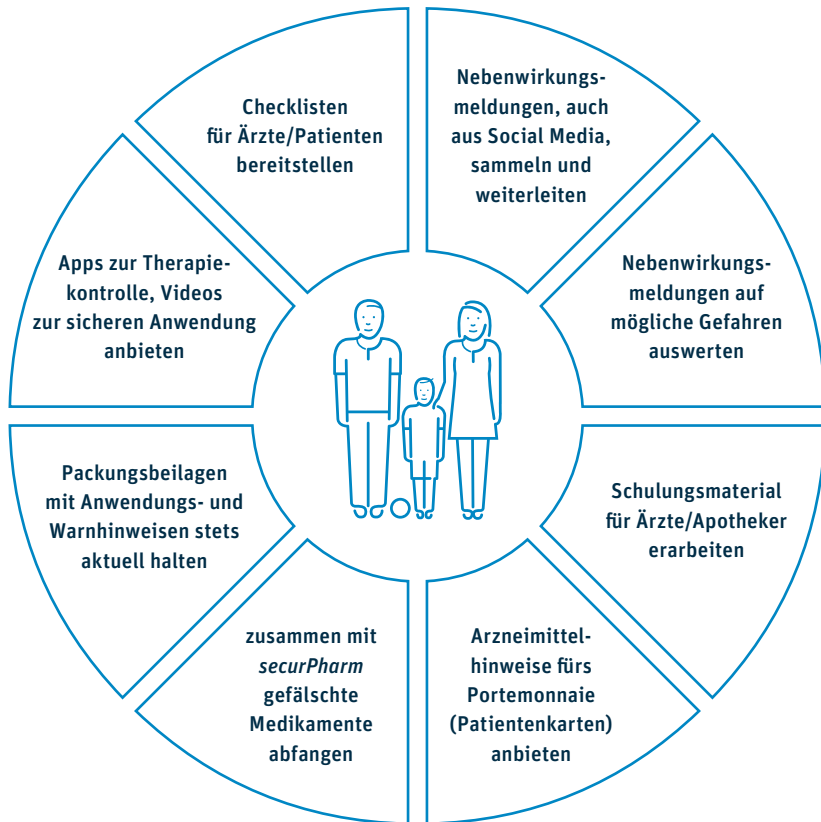 Checklisten
für Ärzte/Patienten
bereitstellen
Nebenwirkungs-
meldungen, auch
aus Social Media,
sammeln und
weiterleiten
Apps zur Therapie-
kontrolle, Videos
zur sicheren Anwendung
anbieten
Nebenwirkungs-
meldungen auf
mögliche Gefahren
auswerten
Packungsbeilagen
mit Anwendungs- und
Warnhinweisen stets
aktuell halten
Schulungsmaterial
für Ärzte/Apotheker
erarbeiten
zusammen mit
securPharm
gefälschte
Medikamente
abfangen
Arzneimittel-
hinweise fürs
Portemonnaie
(Patientenkarten)
anbieten